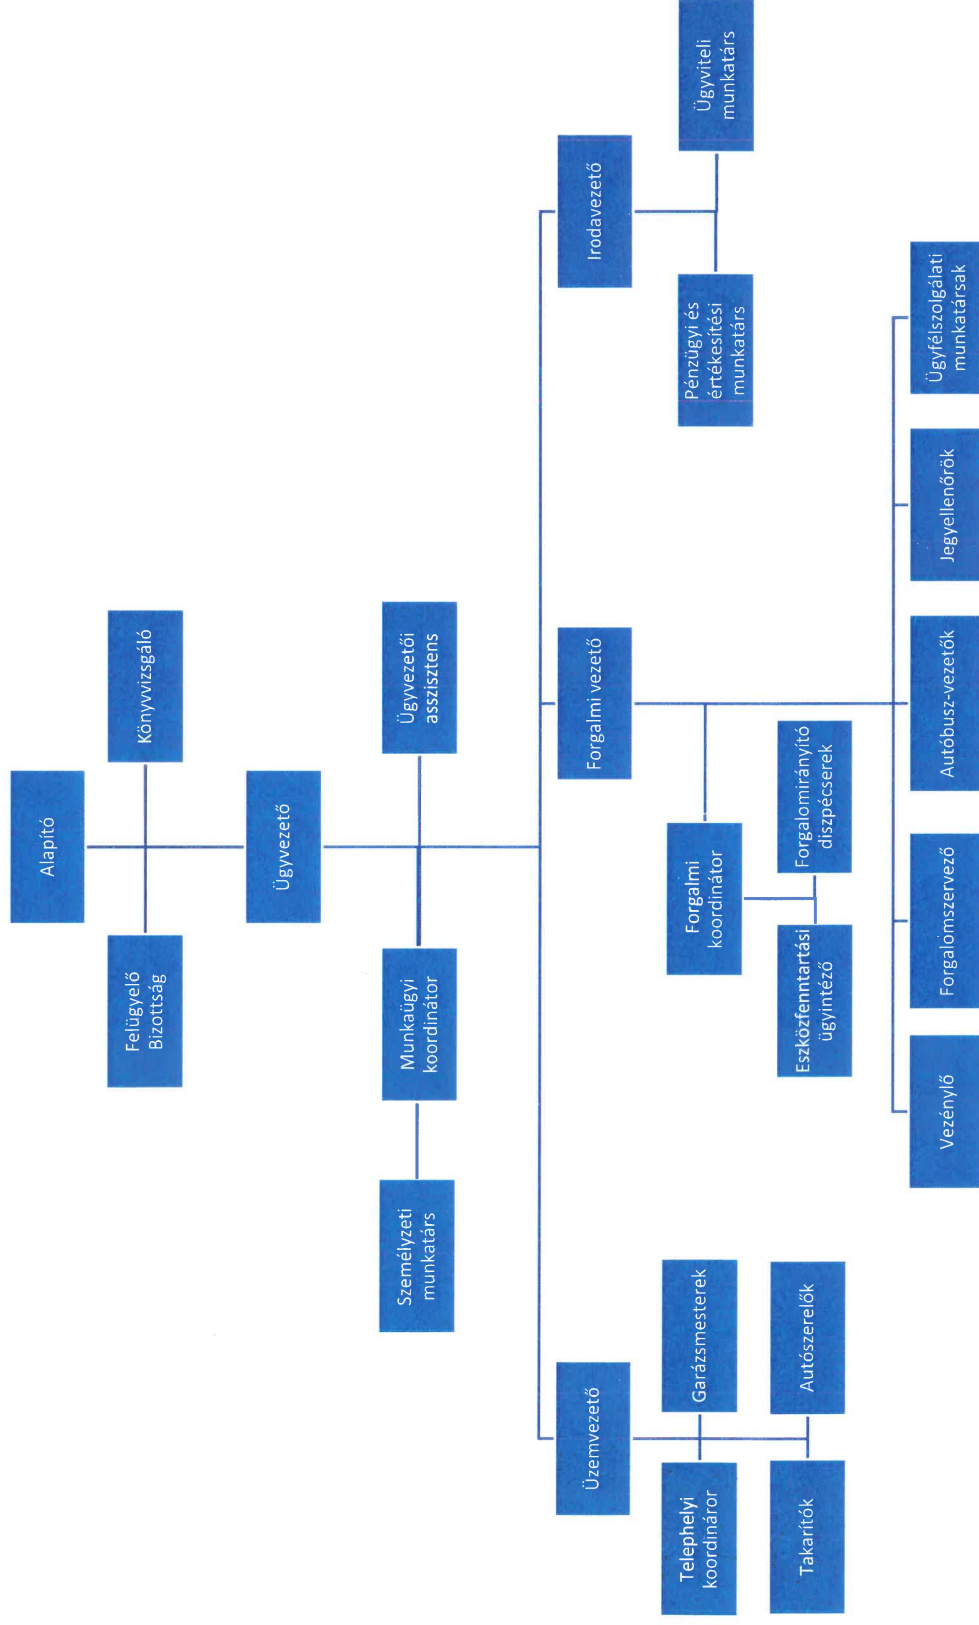 Alapító
Felügyelő
Bizottság
Könyvvizsgáló
Ügyvezető
Személyzeti
munkatárs
Munkaügyi
koordinátor
Ügyvezetői
asszisztens
Üzemvezető
Forgalmi vezető
Irodavezető
Telephelyi
koordináror
Garázsmesterek
Takarítók
Autószerelők
Forgalmi
koordinátor
Eszközfenntartási
ügyintéző
Forgalomirányító
diszpécserek
Pénzügyi és
értékesítési
munkatárs
Ügyviteli
munkatárs
Vezénylő
Forgalomszervező
Autóbusz-vezetők
Jegyellenőrök
Ügyfélszolgálati
munkatársak